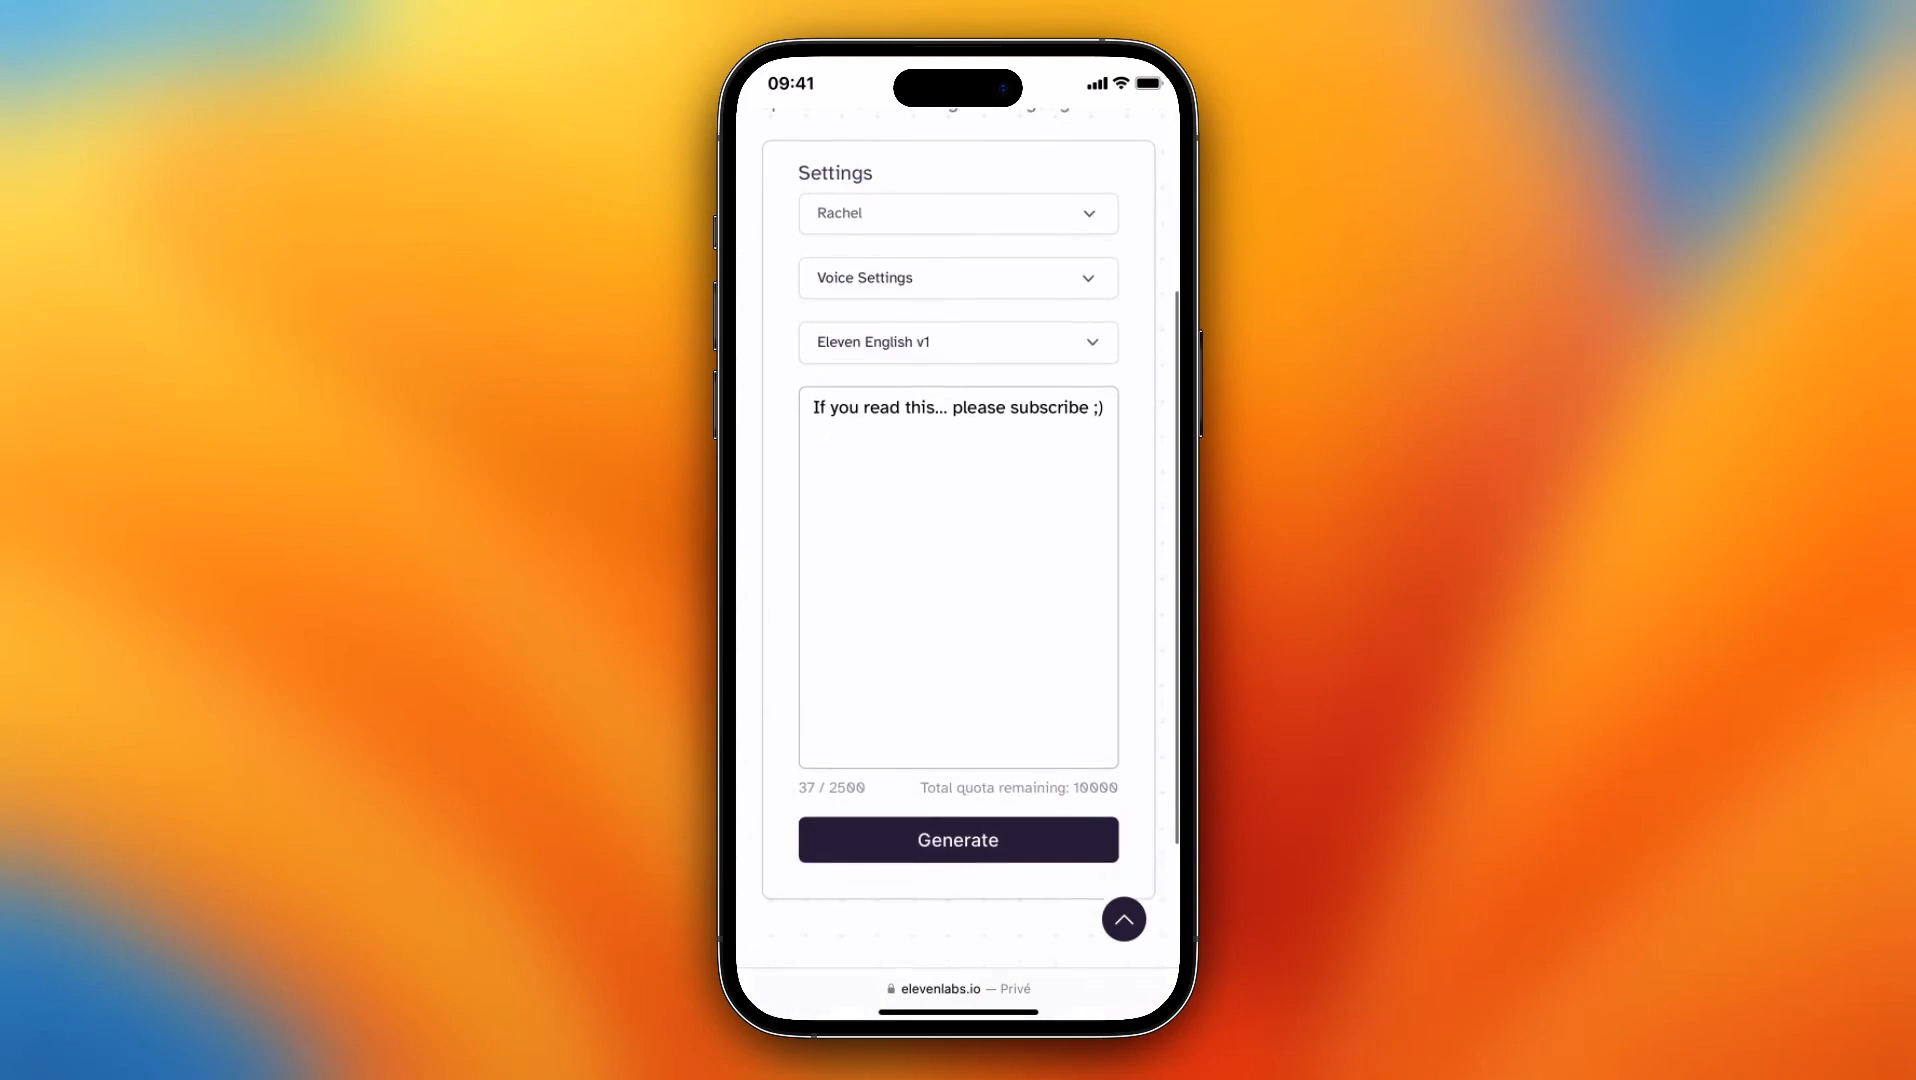 09:41
Settings
Rachel
Voice Settings
Eleven English v1
If you read this... please subscribe ;)
37 / 2500
Total quota remaining: 10000
Generate
elevenlabs.io — Privé